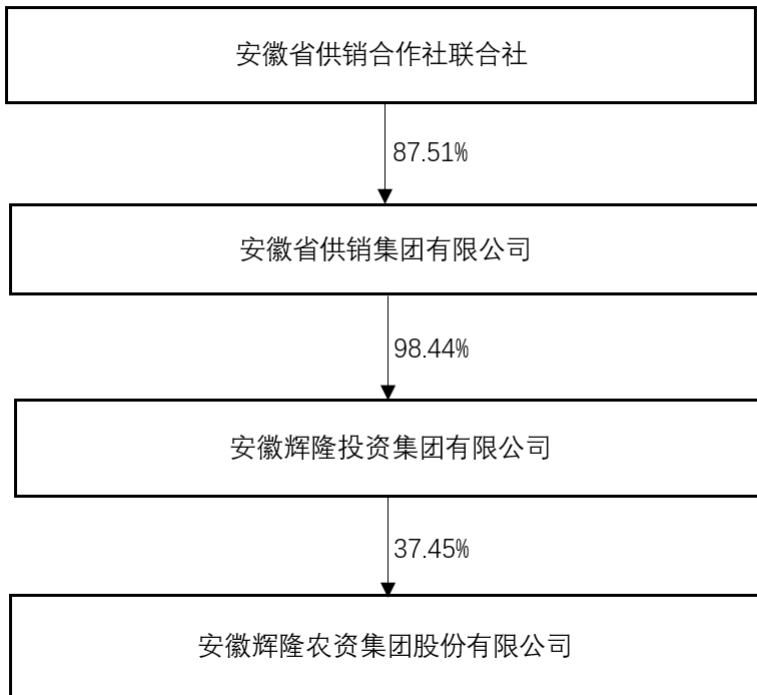 安徽省供销合作社联合社
87.51%
安徽省供销集团有限公司
98.44%
安徽辉隆投资集团有限公司
37.45%
安徽辉隆农资集团股份有限公司